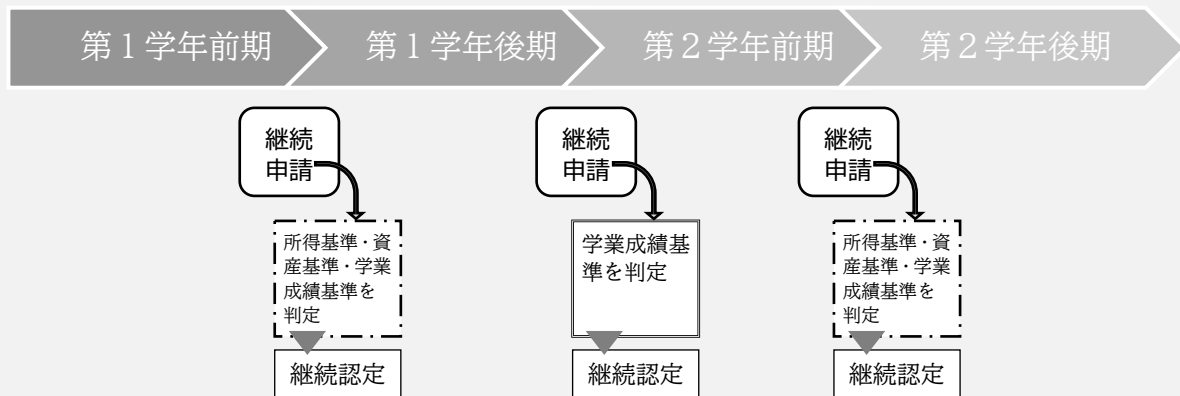 第１学年前期
第１学年後期
第２学年前期
第２学年後期
継続
申請
継続
申請
継続
申請
所得基準・資
産基準・学業
成績基準を
判定
学業成績基
準を判定
所得基準・資
産基準・学業
成績基準を
判定
継続認定
継続認定
継続認定